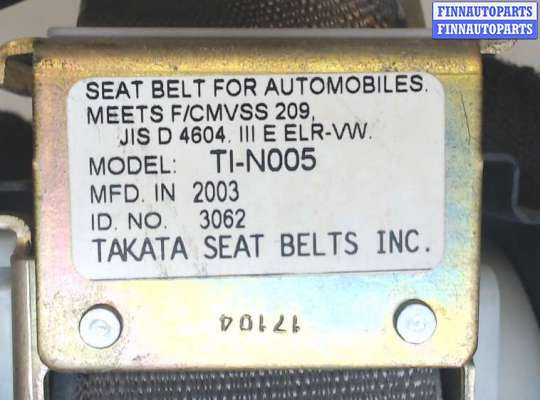 FINNAUTOPARTS
FINNAUTOPARTS
SEAT BELT FOR AUTOMOBILES.
MEETS F/CMVSS 209,
JIS D 4604. III E ELR-VW.
MODEL: TI-N005
MFD. IN 2003
ID. NO. 3062
TAKATA SEAT BELTS INC.
17104